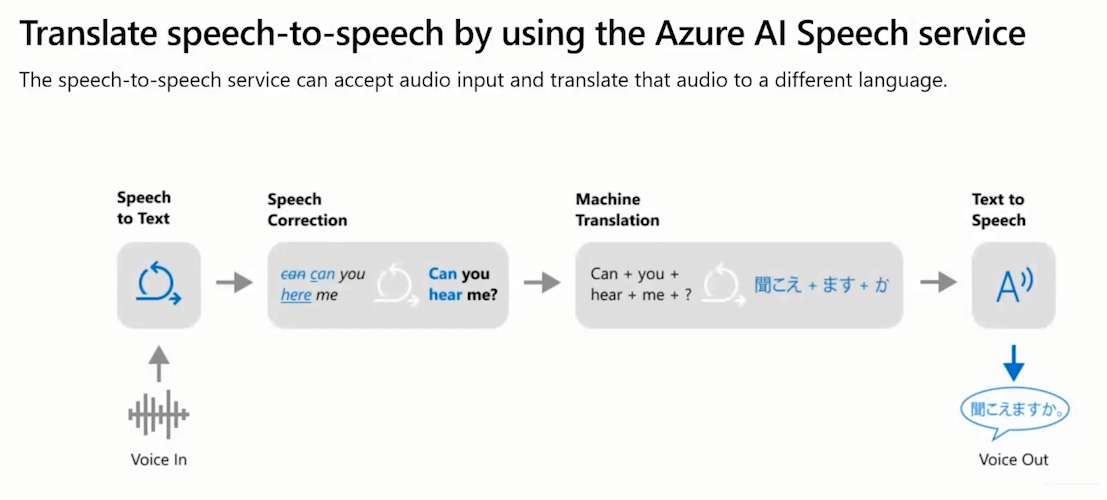 Translate speech-to-speech by using the Azure AI Speech service
The speech-to-speech service can accept audio input and translate that audio to a different language.
Speech
to Text
Speech
Correction
can can you
here me
Can you
hear me?
Machine
Translation
Can + you +
hear + me + ?
聞こえ + ます + か
Text to
Speech
A
Voice In
聞こえますか。
Voice Out